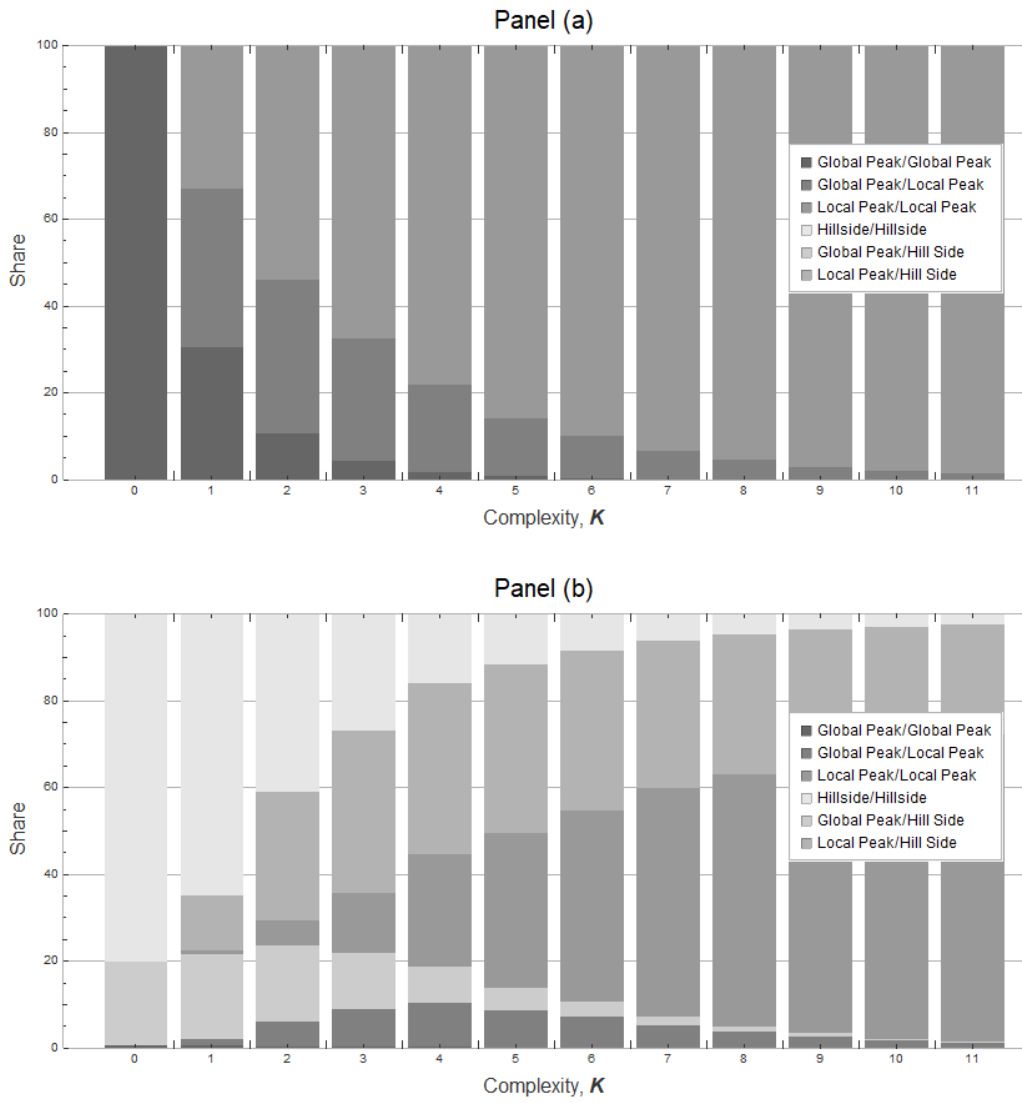 Panel (a)
100
80
60
40
20
0
Share
Global Peak/Global Peak
Global Peak/Local Peak
Local Peak/Local Peak
Hillside/Hillside
Global Peak/Hill Side
Local Peak/Hill Side
0 1 2 3 4 5 6 7 8 9 10 11
Complexity, K
Panel (b)
100
80
60
40
20
0
Share
Global Peak/Global Peak
Global Peak/Local Peak
Local Peak/Local Peak
Hillside/Hillside
Global Peak/Hill Side
Local Peak/Hill Side
0 1 2 3 4 5 6 7 8 9 10 11
Complexity, K